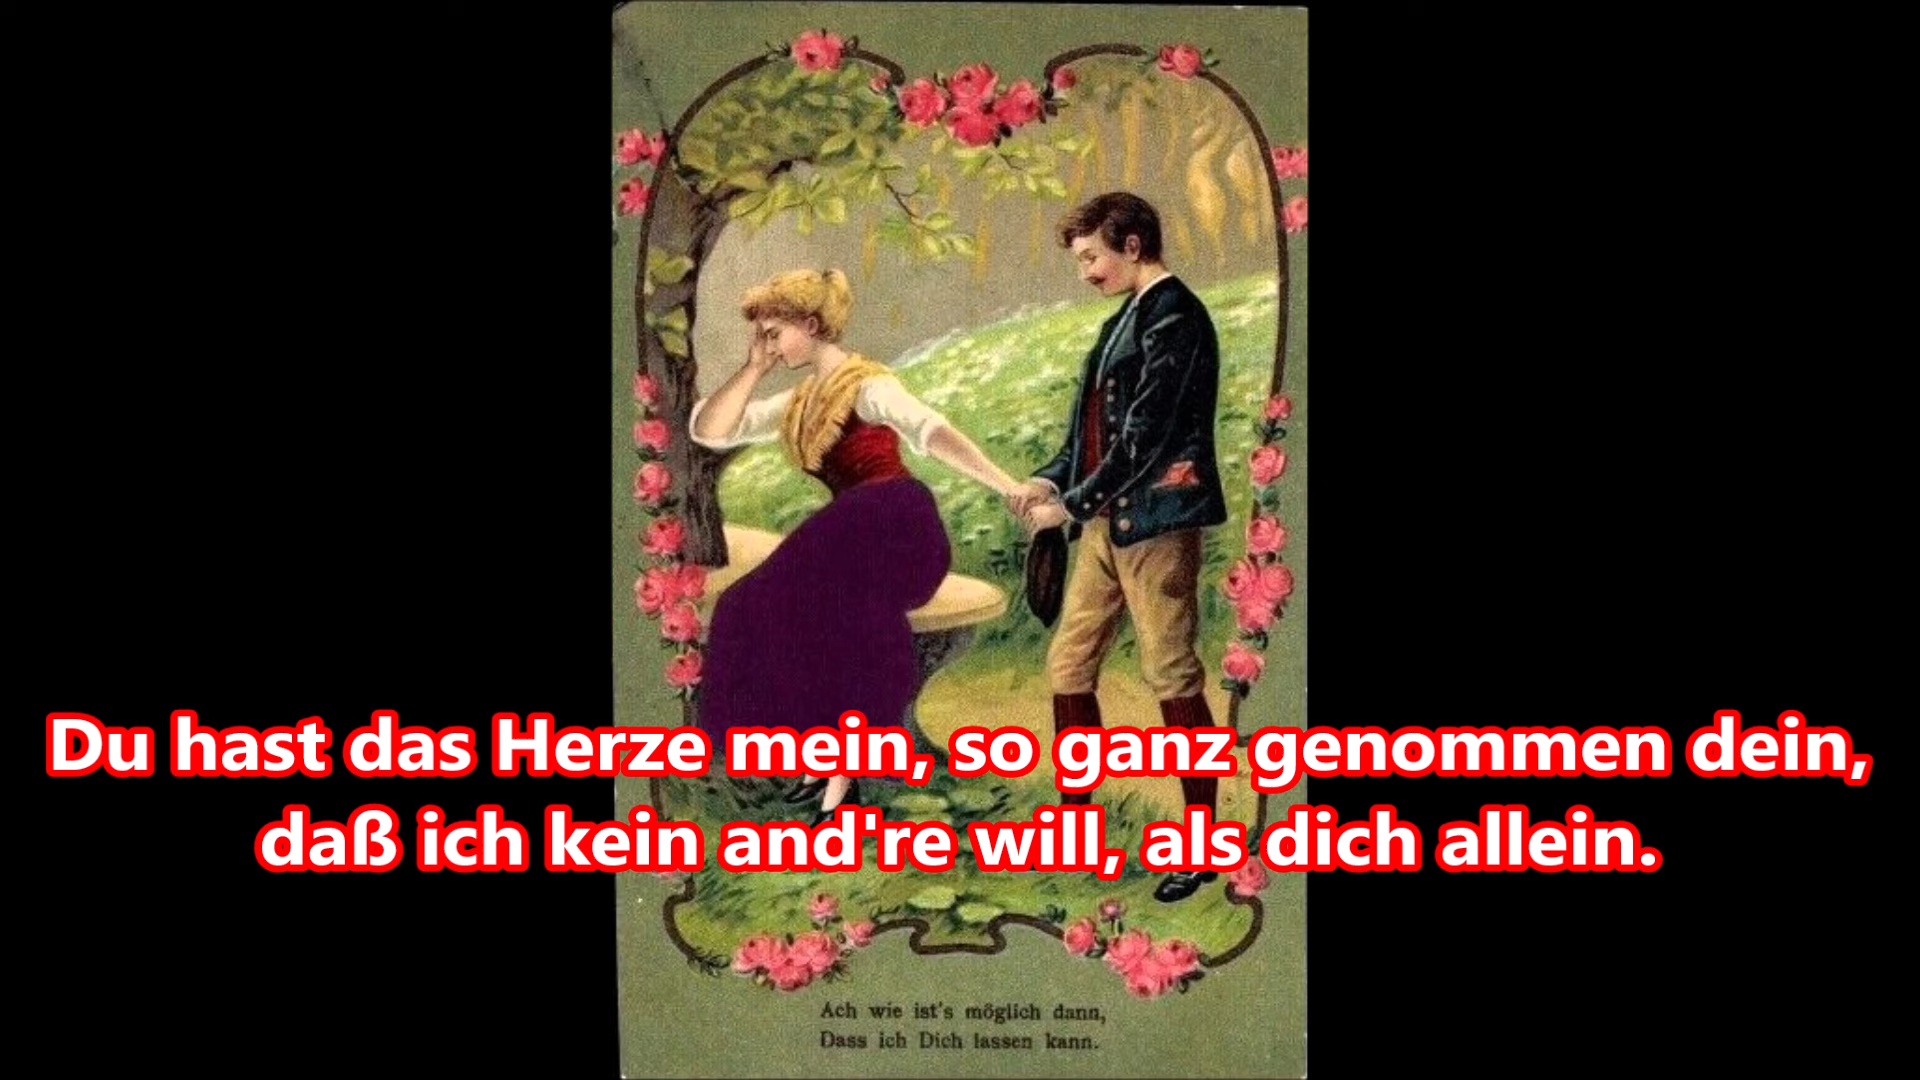 Du hast das Herze mein, so ganz genommen dein,
daß ich kein and're will, als dich allein.
Ach wie ist's möglich dann,
Dass ich Dich lassen kann.